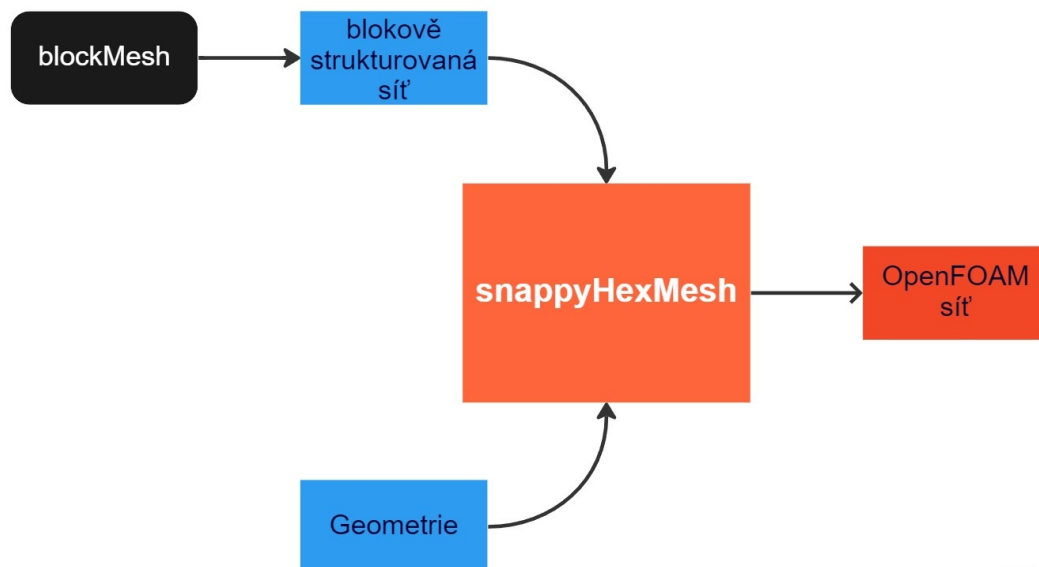 blockMesh
blokově
strukturovaná
síť
snappyHexMesh
OpenFOAM
síť
Geometrie